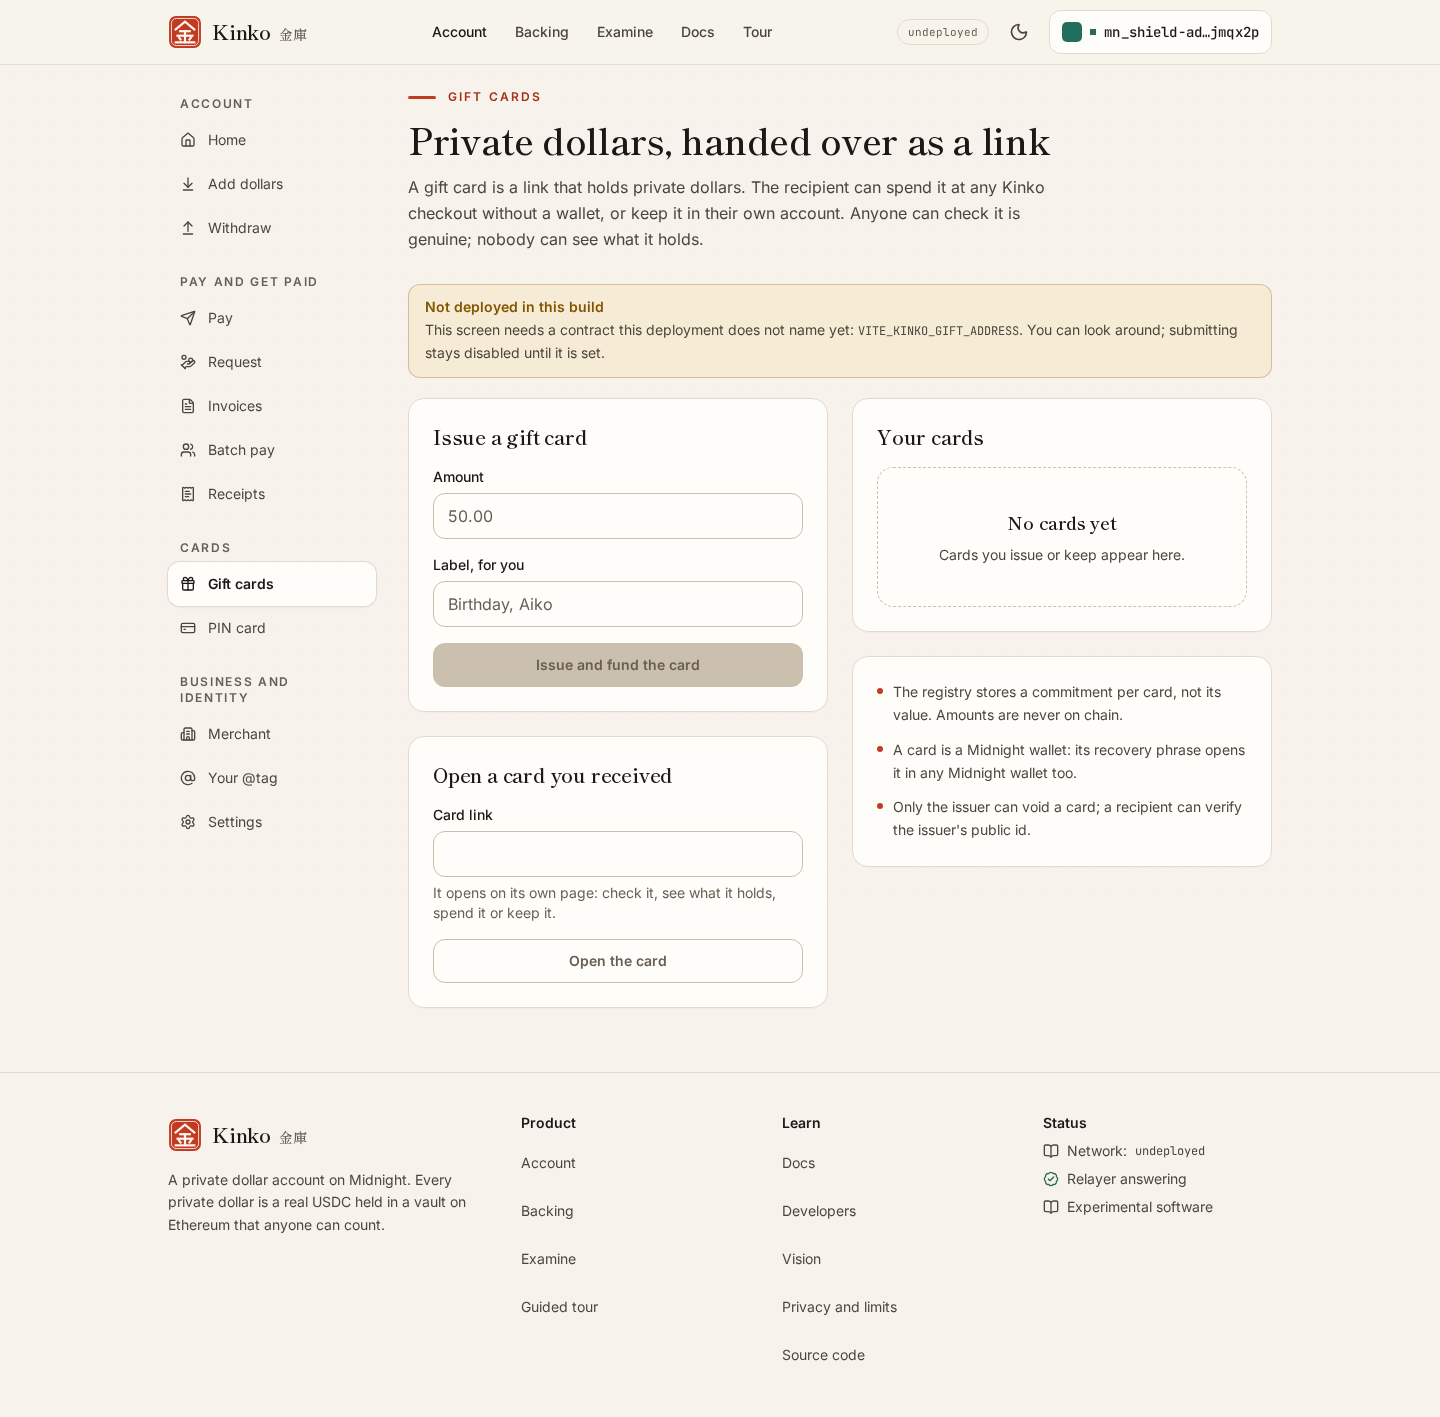 金 Kinko 金庫
Account Backing Examine Docs Tour
undeployed
mn_shield-ad…jmqx2p
ACCOUNT
Home
Add dollars
Withdraw
PAY AND GET PAID
Pay
Request
Invoices
Batch pay
Receipts
CARDS
Gift cards
PIN card
BUSINESS AND
IDENTITY
Merchant
Your @tag
Settings
GIFT CARDS
Private dollars, handed over as a link
A gift card is a link that holds private dollars. The recipient can spend it at any Kinko
checkout without a wallet, or keep it in their own account. Anyone can check it is
genuine; nobody can see what it holds.
Not deployed in this build
This screen needs a contract this deployment does not name yet: VITE_KINKO_GIFT_ADDRESS. You can look around; submitting
stays disabled until it is set.
Issue a gift card
Amount
50.00
Label, for you
Birthday, Aiko
Issue and fund the card
Open a card you received
Card link
It opens on its own page: check it, see what it holds,
spend it or keep it.
Open the card
Your cards
No cards yet
Cards you issue or keep appear here.
The registry stores a commitment per card, not its
value. Amounts are never on chain.
A card is a Midnight wallet: its recovery phrase opens
it in any Midnight wallet too.
Only the issuer can void a card; a recipient can verify
the issuer's public id.
金 Kinko 金庫
A private dollar account on Midnight. Every
private dollar is a real USDC held in a vault on
Ethereum that anyone can count.
Product
Account
Backing
Examine
Guided tour
Learn
Docs
Developers
Vision
Privacy and limits
Source code
Status
Network: undeployed
Relayer answering
Experimental software